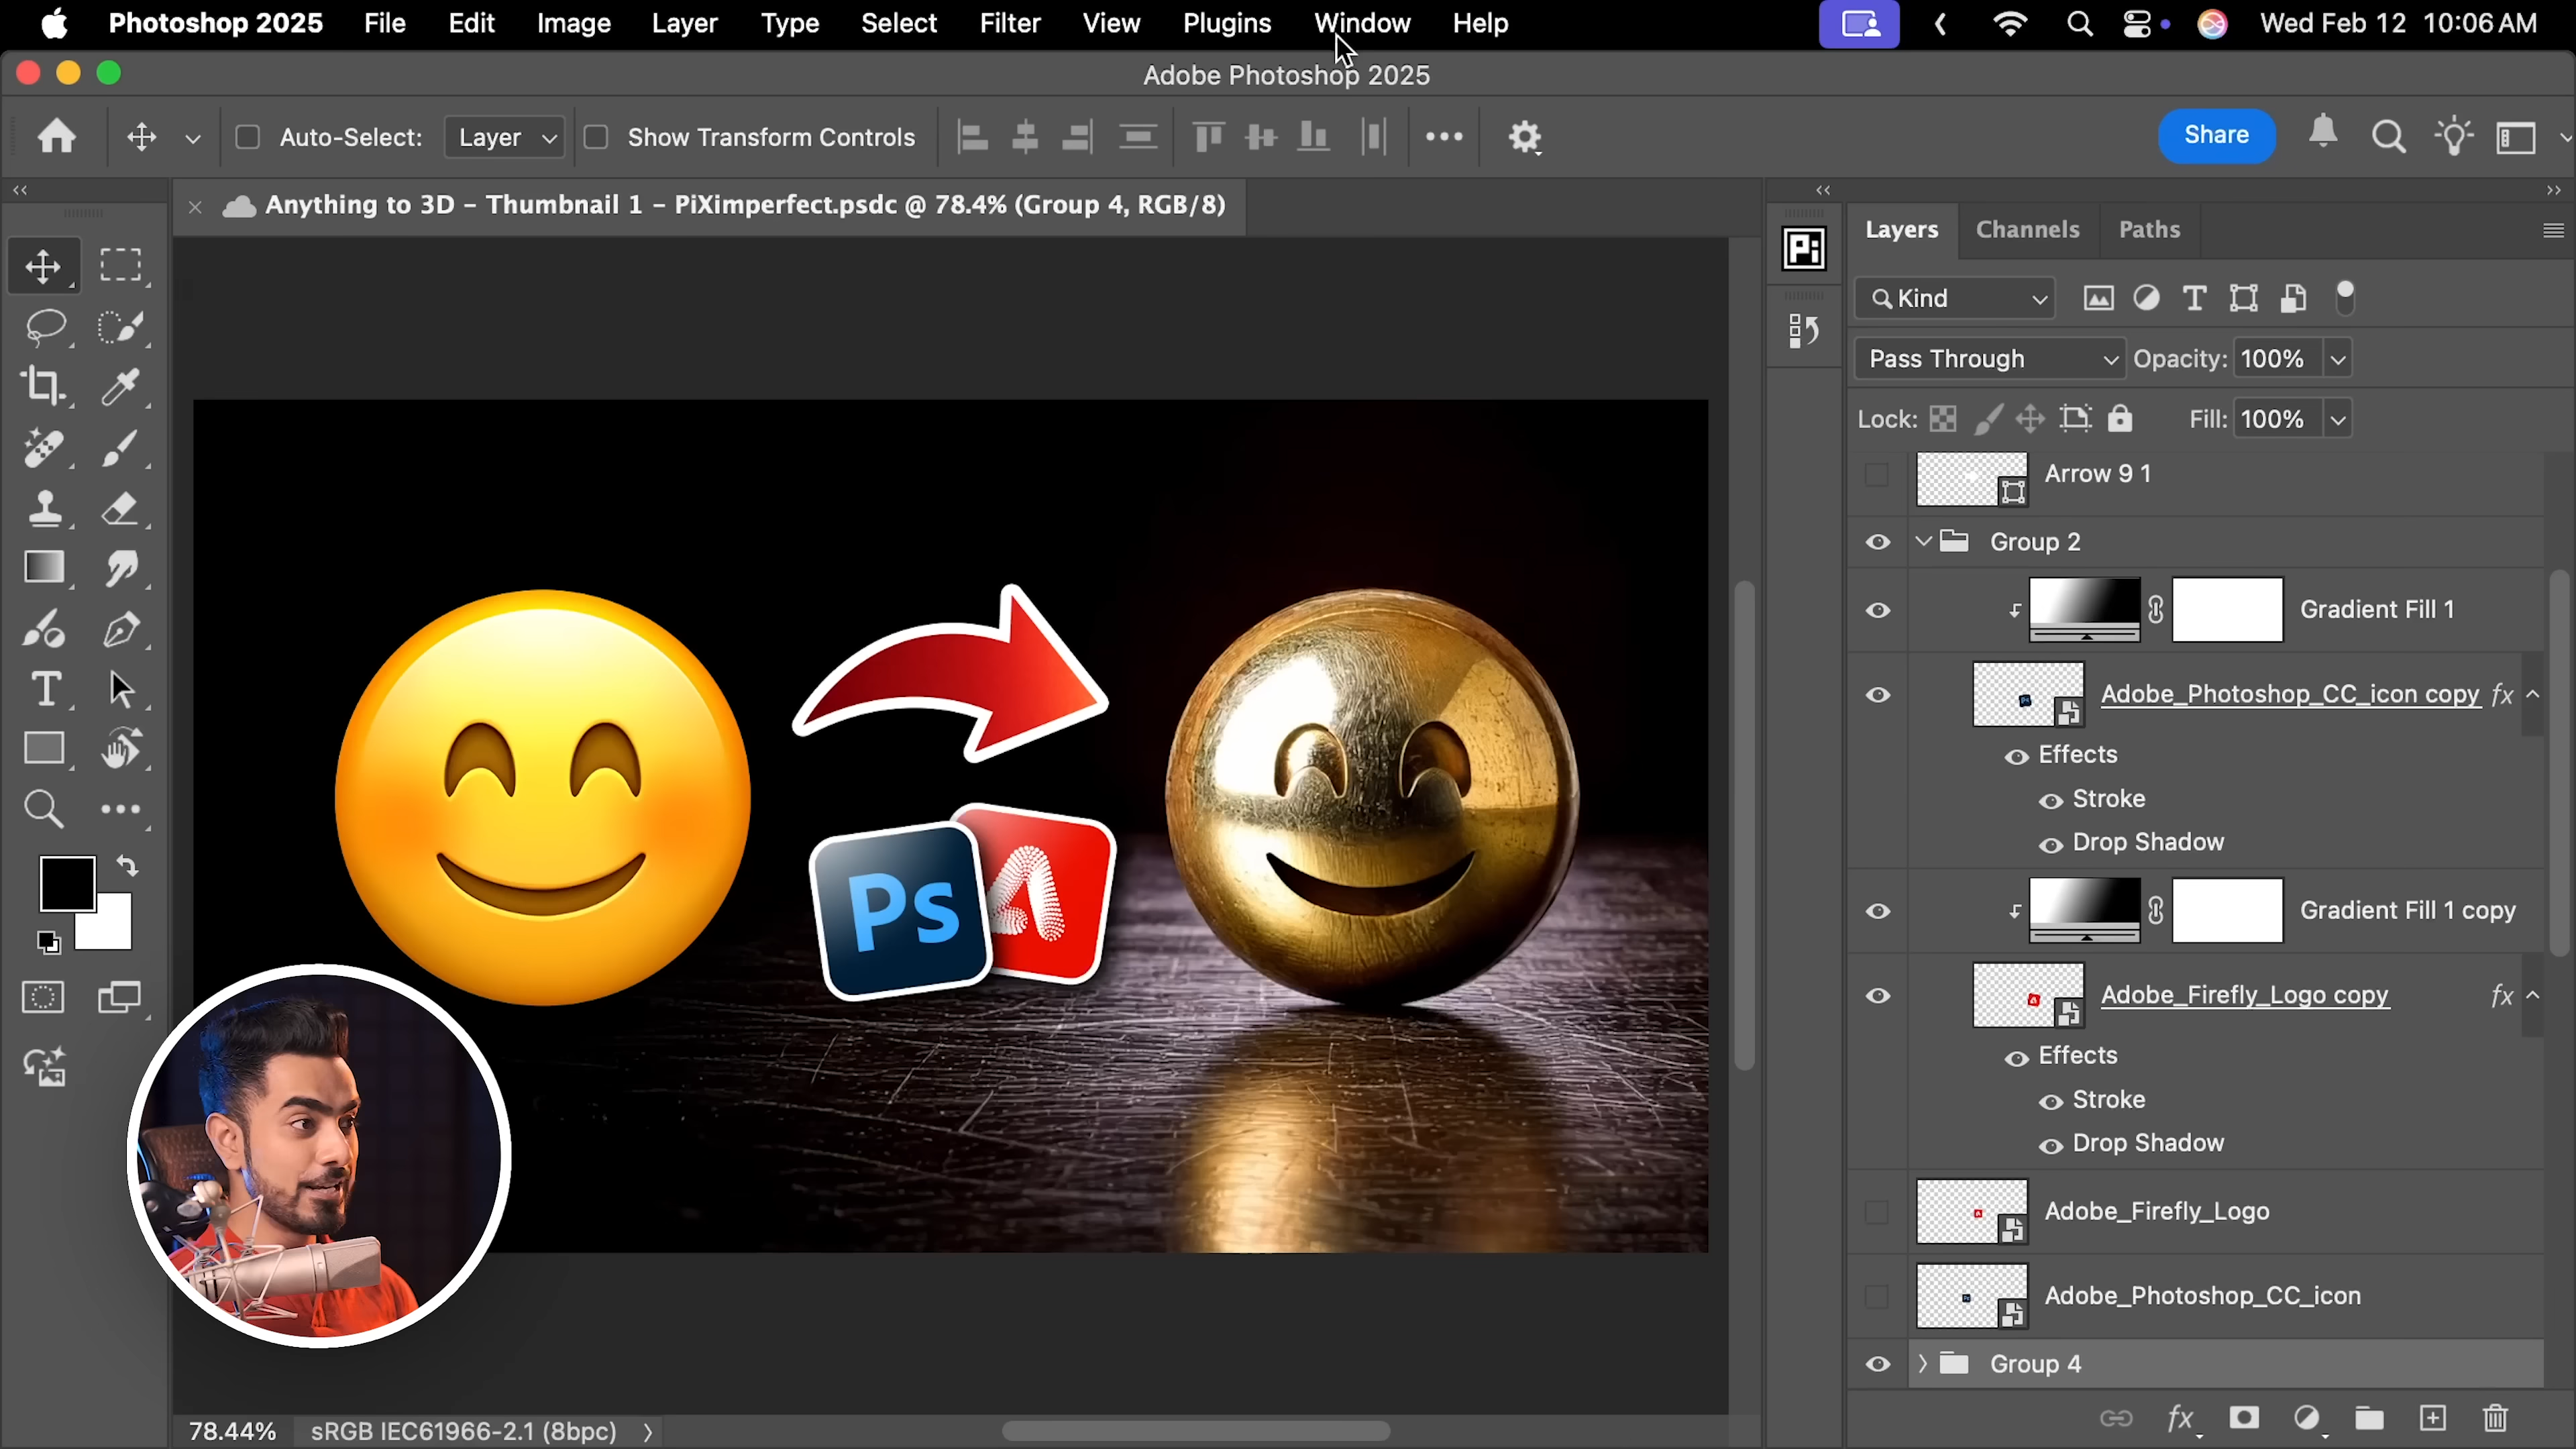 Photoshop 2025 File Edit Image Layer Type Select Filter View Plugins Window Help Wed Feb 12 10:06 AM
Adobe Photoshop 2025
Auto-Select: Layer Show Transform Controls Share
Anything to 3D - Thumbnail 1 - PiXimperfect.psdc @ 78.4% (Group 4, RGB/8)
Pi
Layers Channels Paths
Kind
Pass Through Opacity: 100%
Lock: Fill: 100%
Arrow 9 1
Group 2
Gradient Fill 1
Adobe_Photoshop_CC_icon copy fx
Effects
Stroke
Drop Shadow
Gradient Fill 1 copy
Adobe_Firefly_Logo copy fx
Effects
Stroke
Drop Shadow
Adobe_Firefly_Logo
Adobe_Photoshop_CC_icon
Group 4
fx
Ps
78.44% sRGB IEC61966-2.1 (8bpc)